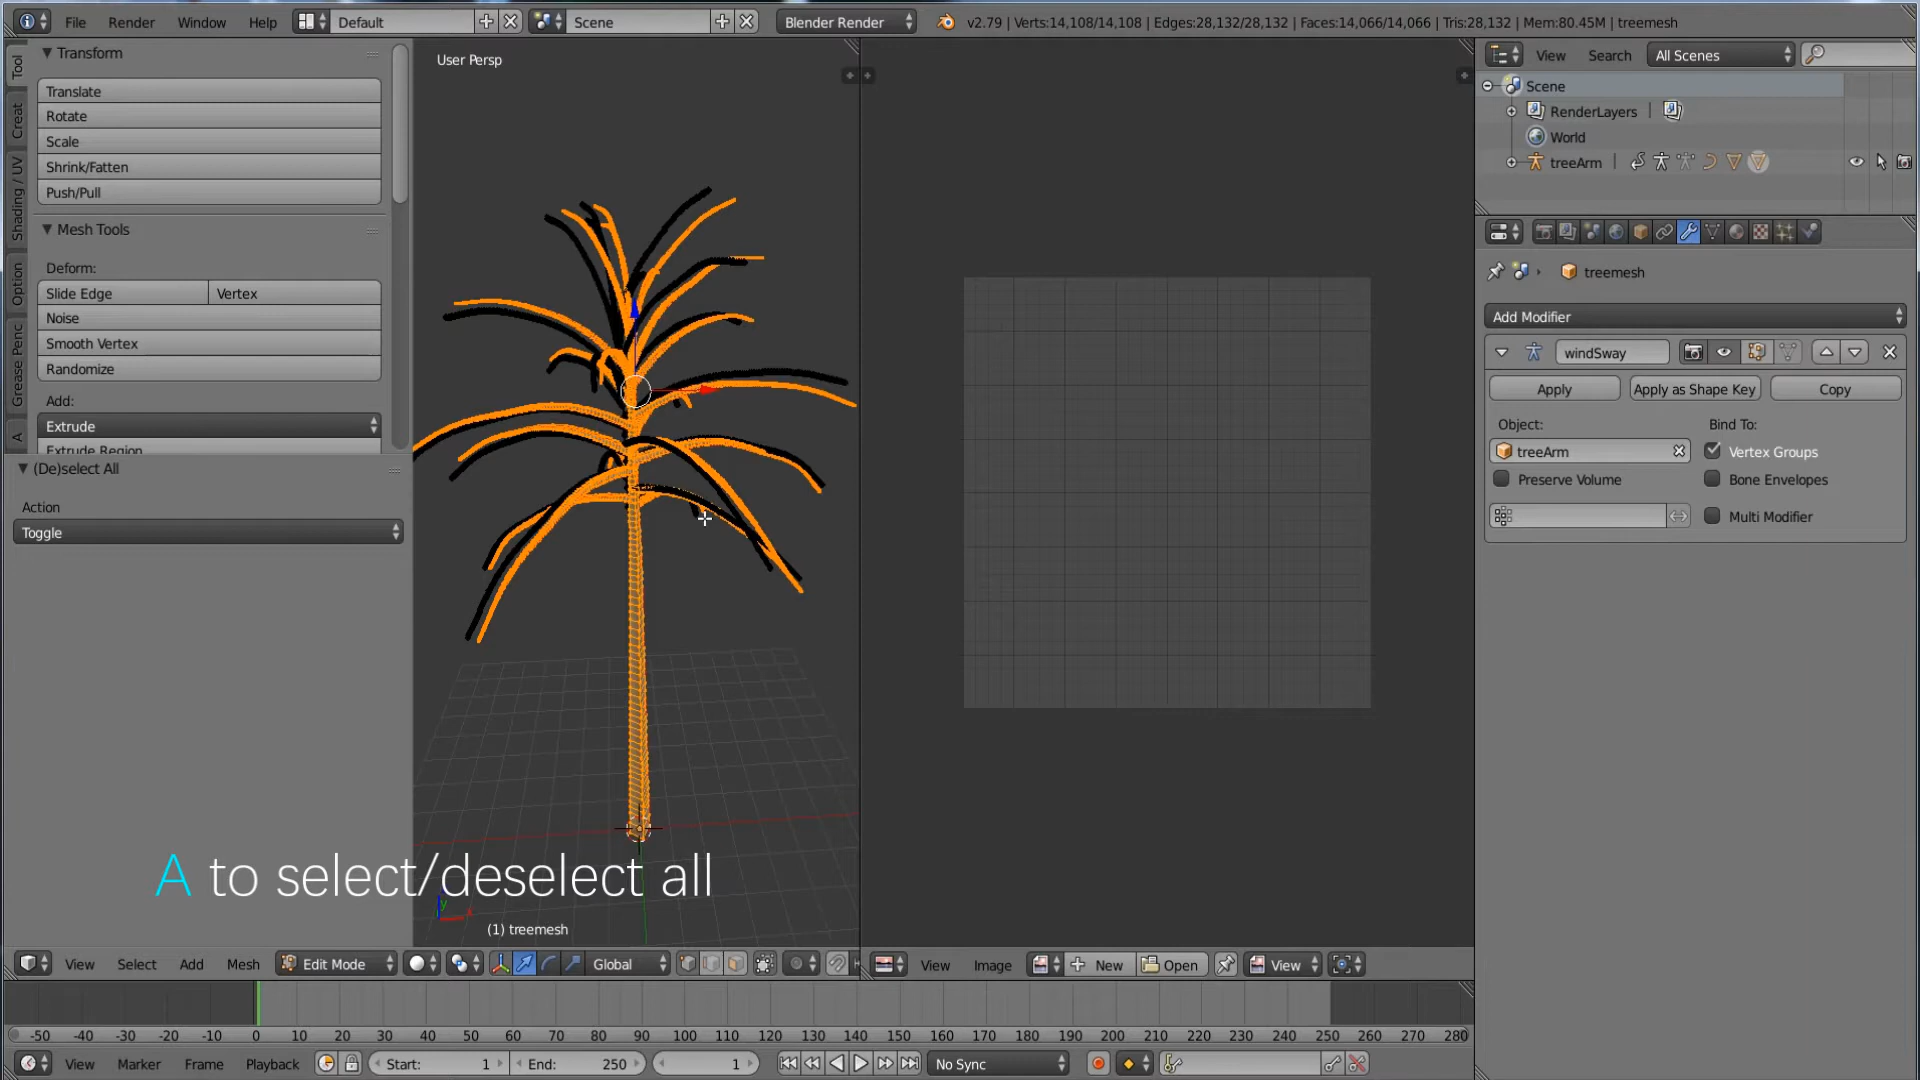 File Render Window Help Default Scene Blender Render v2.79 | Verts:14,108/14,108 | Edges:28,132/28,132 | Faces:14,066/14,066 | Tris:28,132 | Mem:80.45M | treemesh
Tool
Creat
Shading / UV
Option
Grease Penc
A
Transform
Translate
Rotate
Scale
Shrink/Fatten
Push/Pull
Mesh Tools
Deform:
Slide Edge Vertex
Noise
Smooth Vertex
Randomize
Add:
Extrude
Extrude Region
(De)select All
Action
Toggle
User Persp
A to select/deselect all
y
(1) treemesh
View Select Add Mesh Edit Mode Global
View Image New Open View
View Search All Scenes
Scene
RenderLayers
World
treeArm
treemesh
Add Modifier
windSway
Apply Apply as Shape Key Copy
Object: Bind To:
treeArm Vertex Groups
Preserve Volume Bone Envelopes
Multi Modifier
-50 -40 -30 -20 -10 0 10 20 30 40 50 60 70 80 90 100 110 120 130 140 150 160 170 180 190 200 210 220 230 240 250 260 270 280
View Marker Frame Playback Start: 1 End: 250 1 No Sync